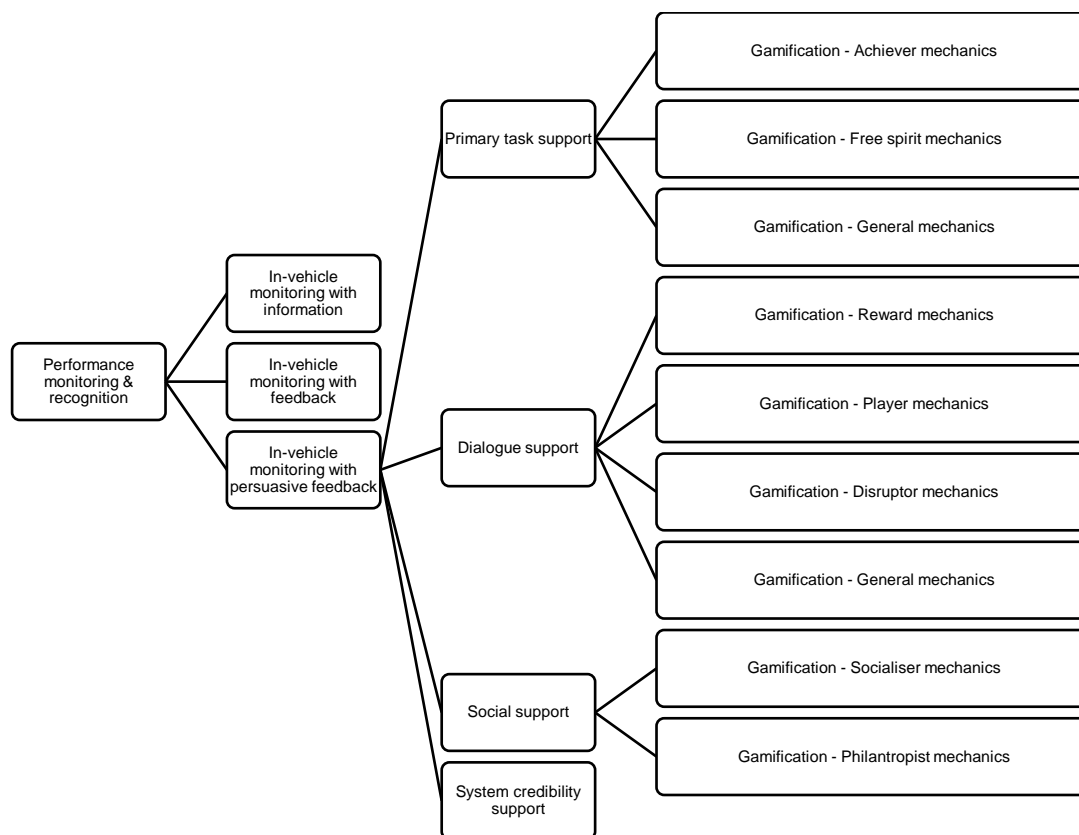 Performance
monitoring &
recognition
In-vehicle
monitoring with
information
In-vehicle
monitoring with
feedback
In-vehicle
monitoring with
persuasive feedback
Primary task support
Dialogue support
Social support
System credibility
support
Gamification - Achiever mechanics
Gamification - Free spirit mechanics
Gamification - General mechanics
Gamification - Reward mechanics
Gamification - Player mechanics
Gamification - Disruptor mechanics
Gamification - General mechanics
Gamification - Socialiser mechanics
Gamification - Philantropist mechanics